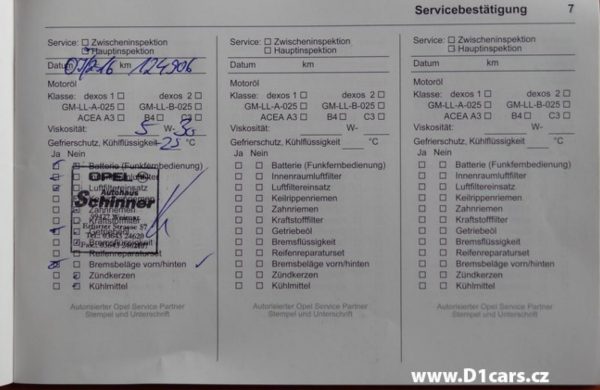 Servicebestätigung 7
Service: Zwischeninspektion
Hauptinspektion
Datum km 124906
Motoröl
Klasse: dexos 1 dexos 2
GM-LL-A-025 GM-LL-B-025
ACEA A3 B4 C3
Viskosität: 5 W- 30
Gefrierschutz, Kühlflüssigkeit -25 °C
Ja Nein
Batterie (Funkfernbedienung)
Luftfiltereinsatz
Zahnriemen
Bremsflüssigkeit
Reifenreparaturset
Bremsbeläge vorn/hinten
Zündkerzen
Kühlmittel
OPEL
Autohaus
Schinner
Autorisierter Opel Service Partner
Stempel und Unterschrift
Service: Zwischeninspektion
Hauptinspektion
Datum km
Motoröl
Klasse: dexos 1 dexos 2
GM-LL-A-025 GM-LL-B-025
ACEA A3 B4 C3
Viskosität: W-
Gefrierschutz, Kühlflüssigkeit °C
Ja Nein
Batterie (Funkfernbedienung)
Innenraumluftfilter
Luftfiltereinsatz
Keilrippenriemen
Zahnriemen
Kraftstoffilter
Getriebeöl
Bremsflüssigkeit
Reifenreparaturset
Bremsbeläge vorn/hinten
Zündkerzen
Kühlmittel
Autorisierter Opel Service Partner
Stempel und Unterschrift
Service: Zwischeninspektion
Hauptinspektion
Datum km
Motoröl
Klasse: dexos 1 dexos 2
GM-LL-A-025 GM-LL-B-025
ACEA A3 B4 C3
Viskosität: W-
Gefrierschutz, Kühlflüssigkeit °C
Ja Nein
Batterie (Funkfernbedienung)
Innenraumluftfilter
Luftfiltereinsatz
Keilrippenriemen
Zahnriemen
Kraftstoffilter
Getriebeöl
Bremsflüssigkeit
Reifenreparaturset
Bremsbeläge vorn/hinten
Zündkerzen
Kühlmittel
Autorisierter Opel Service Partner
Stempel und Unterschrift
www.D1cars.cz